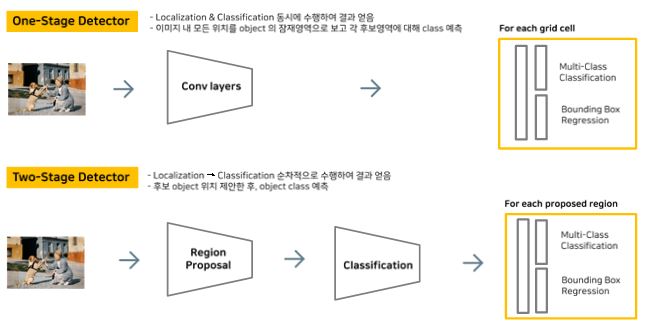 One-Stage Detector
- Localization & Classification 동시에 수행하여 결과 얻음
- 이미지 내 모든 위치를 object 의 잠재영역으로 보고 각 후보영역에 대해 class 예측
For each grid cell
Conv layers
Multi-Class
Classification
Bounding Box
Regression
Two-Stage Detector
- Localization → Classification 순차적으로 수행하여 결과 얻음
- 후보 object 위치 제안한 후, object class 예측
For each proposed region
Region
Proposal
Classification
Multi-Class
Classification
Bounding Box
Regression